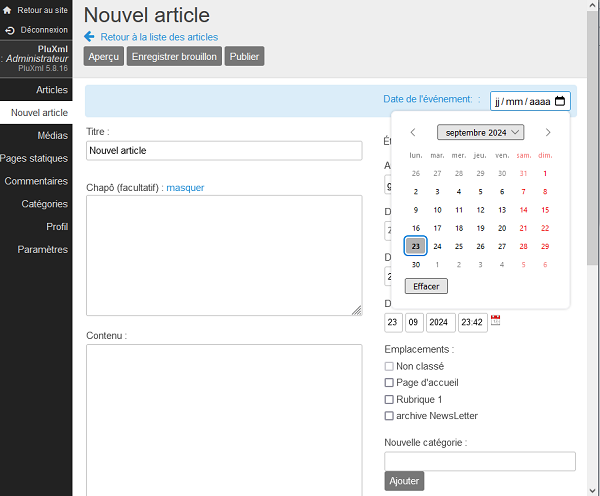 Retour au site
Déconnexion
PluXml
: Administrateur
PluXml 5.8.16
Articles
Nouvel article
Médias
Pages statiques
Commentaires
Catégories
Profil
Paramètres
Nouvel article
Retour à la liste des articles
Aperçu Enregistrer brouillon Publier
Date de l'événement: : jj/mm/aaaa
septembre 2024
lun. mar. mer. jeu. ven. sam. dim.
26 27 28 29 30 31 1
2 3 4 5 6 7 8
9 10 11 12 13 14 15
16 17 18 19 20 21 22
23 24 25 26 27 28 29
30 1 2 3 4 5 6
Effacer
Titre :
Nouvel article
Chapô (facultatif) : masquer
Contenu :
23 09 2024 23:42
Emplacements :
Non classé
Page d'accueil
Rubrique 1
archive NewsLetter
Nouvelle catégorie :
Ajouter